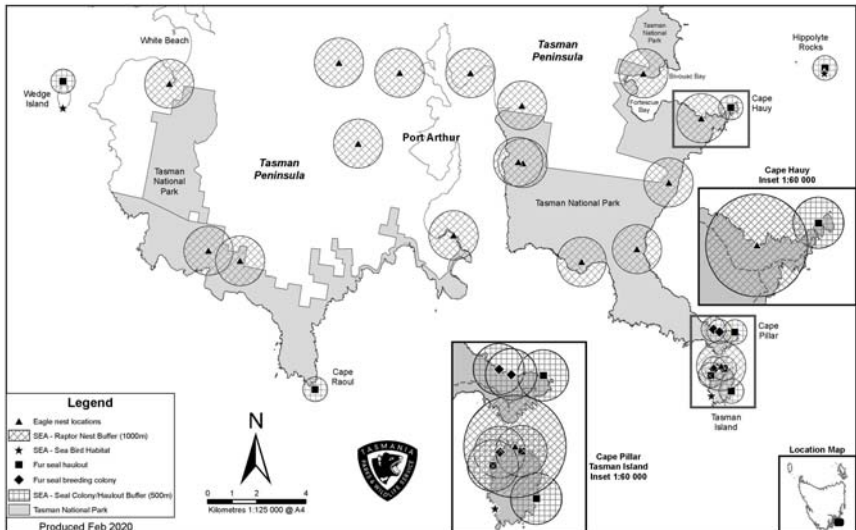 White Beach
Wedge
Island
Tasman
National
Park
Tasman
Peninsula
Port Arthur
Tasman
Peninsula
Tasman
National
Park
Bivouac Bay
Fortescue
Bay
Hippolyte
Rocks
Cape
Hauy
Cape Hauy
Inset 1:60 000
Tasman National Park
Cape
Raoul
Cape
Pillar
Tasman
Island
Cape Pillar
Tasman Island
Inset 1:60 000
Legend
Eagle nest locations
SEA - Raptor Nest Buffer (1000m)
SEA - Sea Bird Habitat
Fur seal haulout
Fur seal breeding colony
SEA - Seal Colony/Haulout Buffer (500m)
Tasman National Park
Produced Feb 2020
N
0 2 4
Kilometres 1:125 000 @ A4
TASMANIA
PARKS & WILDLIFE SERVICE
Location Map